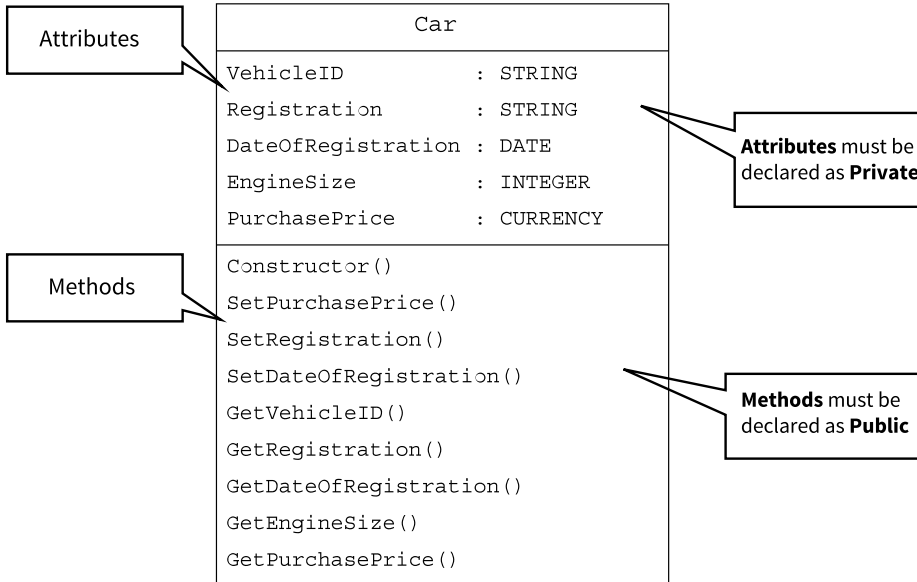 Car
Attributes
VehicleID : STRING
Registration : STRING
DateOfRegistration : DATE
EngineSize : INTEGER
PurchasePrice : CURRENCY
Attributes must be
declared as Private
Methods
Constructor()
SetPurchasePrice()
SetRegistration()
SetDateOfRegistration()
GetVehicleID()
GetRegistration()
GetDateOfRegistration()
GetEngineSize()
GetPurchasePrice()
Methods must be
declared as Public